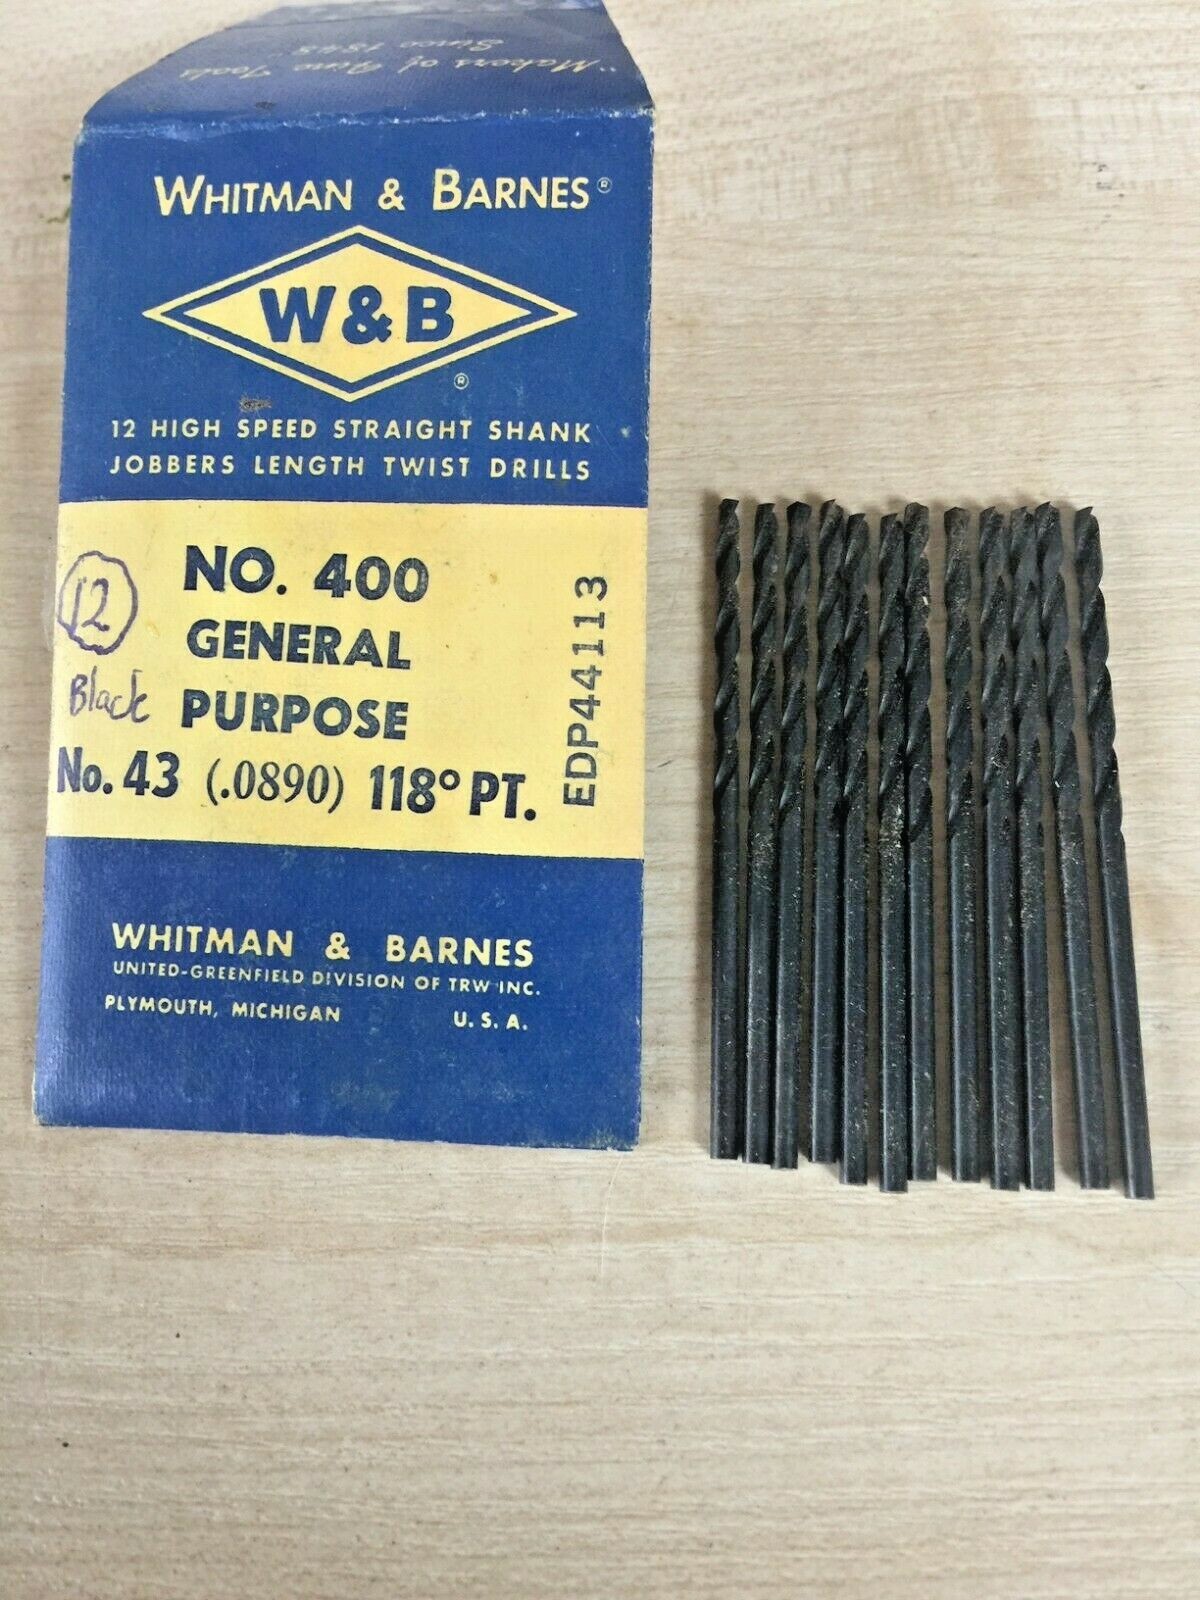 "Makers of Fine Tools
Since 1848"
WHITMAN & BARNES®
W&B
®
12 HIGH SPEED STRAIGHT SHANK
JOBBERS LENGTH TWIST DRILLS
12
Black
NO. 400
GENERAL
PURPOSE
No. 43 (.0890) 118° PT.
EDP44113
WHITMAN & BARNES
UNITED-GREENFIELD DIVISION OF TRW INC.
PLYMOUTH, MICHIGAN U. S. A.